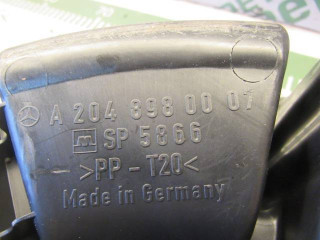 A 204 898 00 07
SP 5866
>PP - T20<
Made in Germany